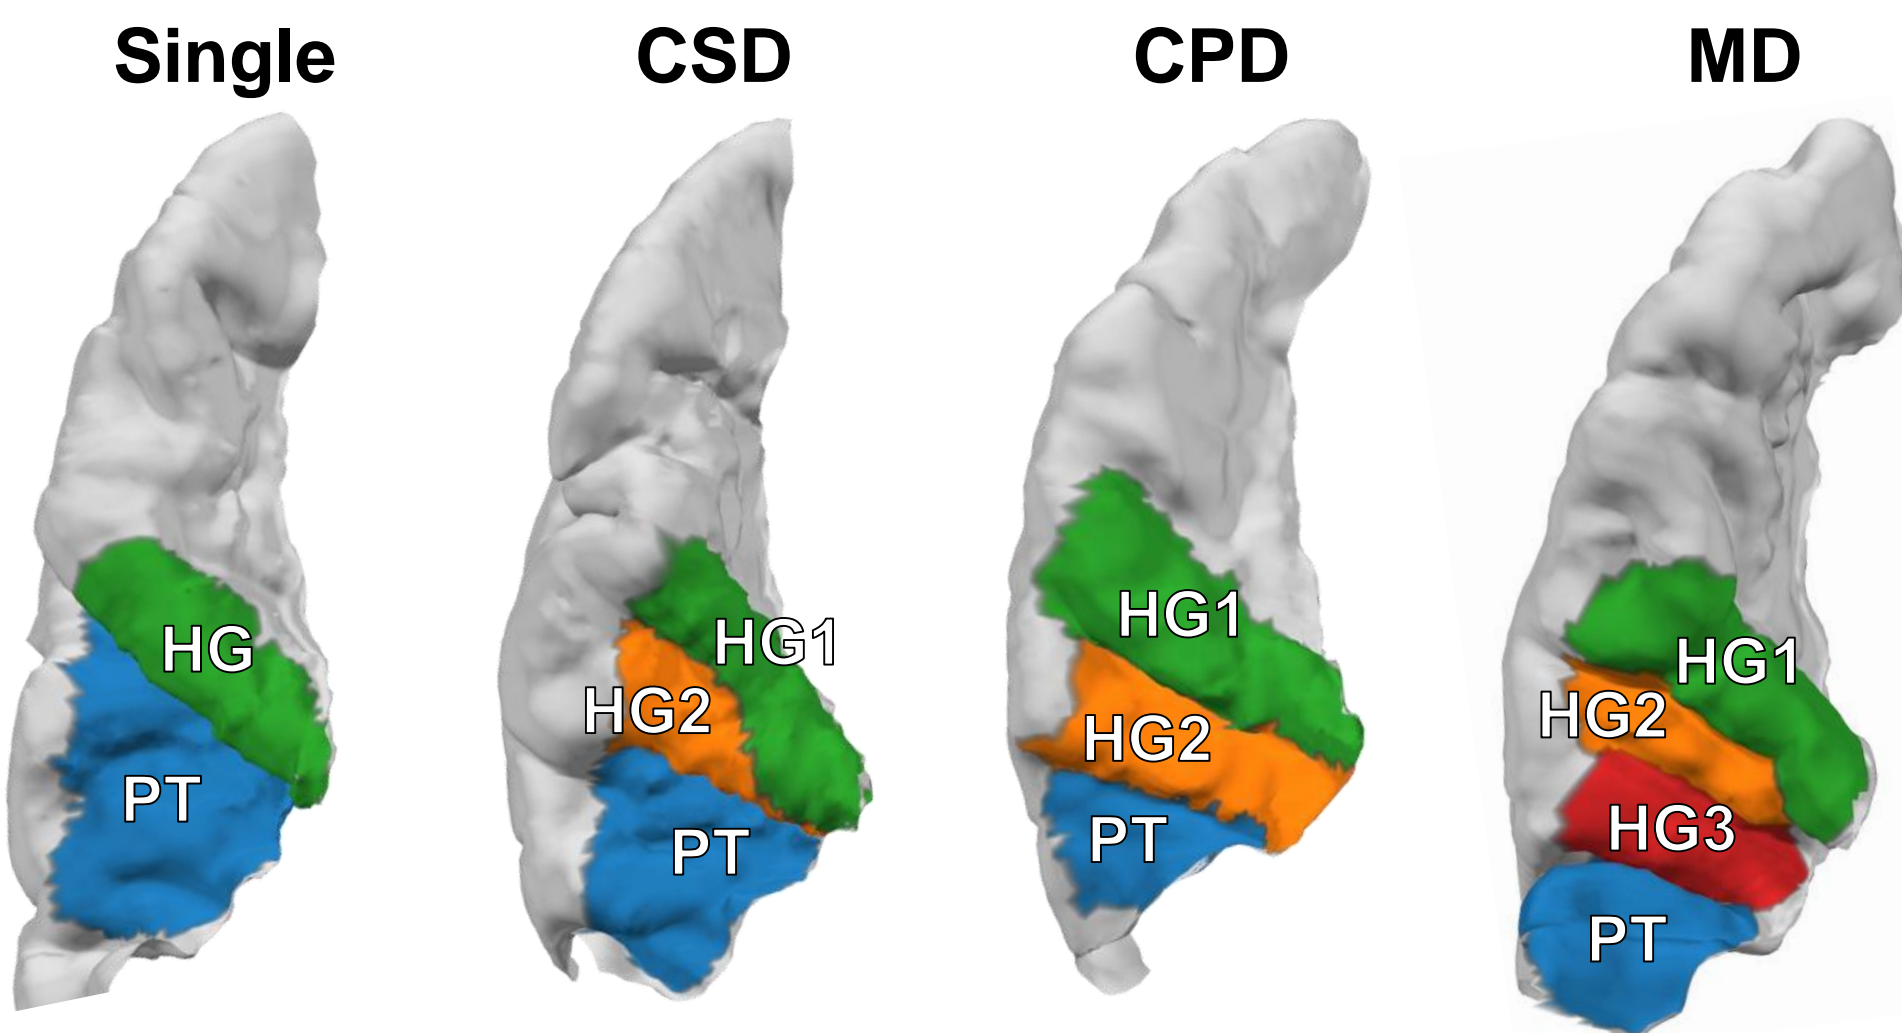 Single
CSD
CPD
MD
HG
PT
HG1
HG2
PT
HG1
HG2
PT
HG1
HG2
HG3
PT